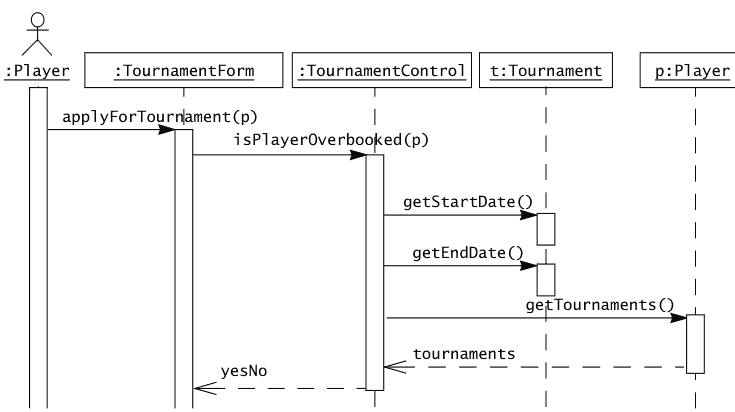 :Player
:TournamentForm
:TournamentControl
t:Tournament
p:Player
applyForTournament(p)
isPlayerOverbooked(p)
getStartDate()
getEndDate()
getTournaments()
tournaments
yesNo